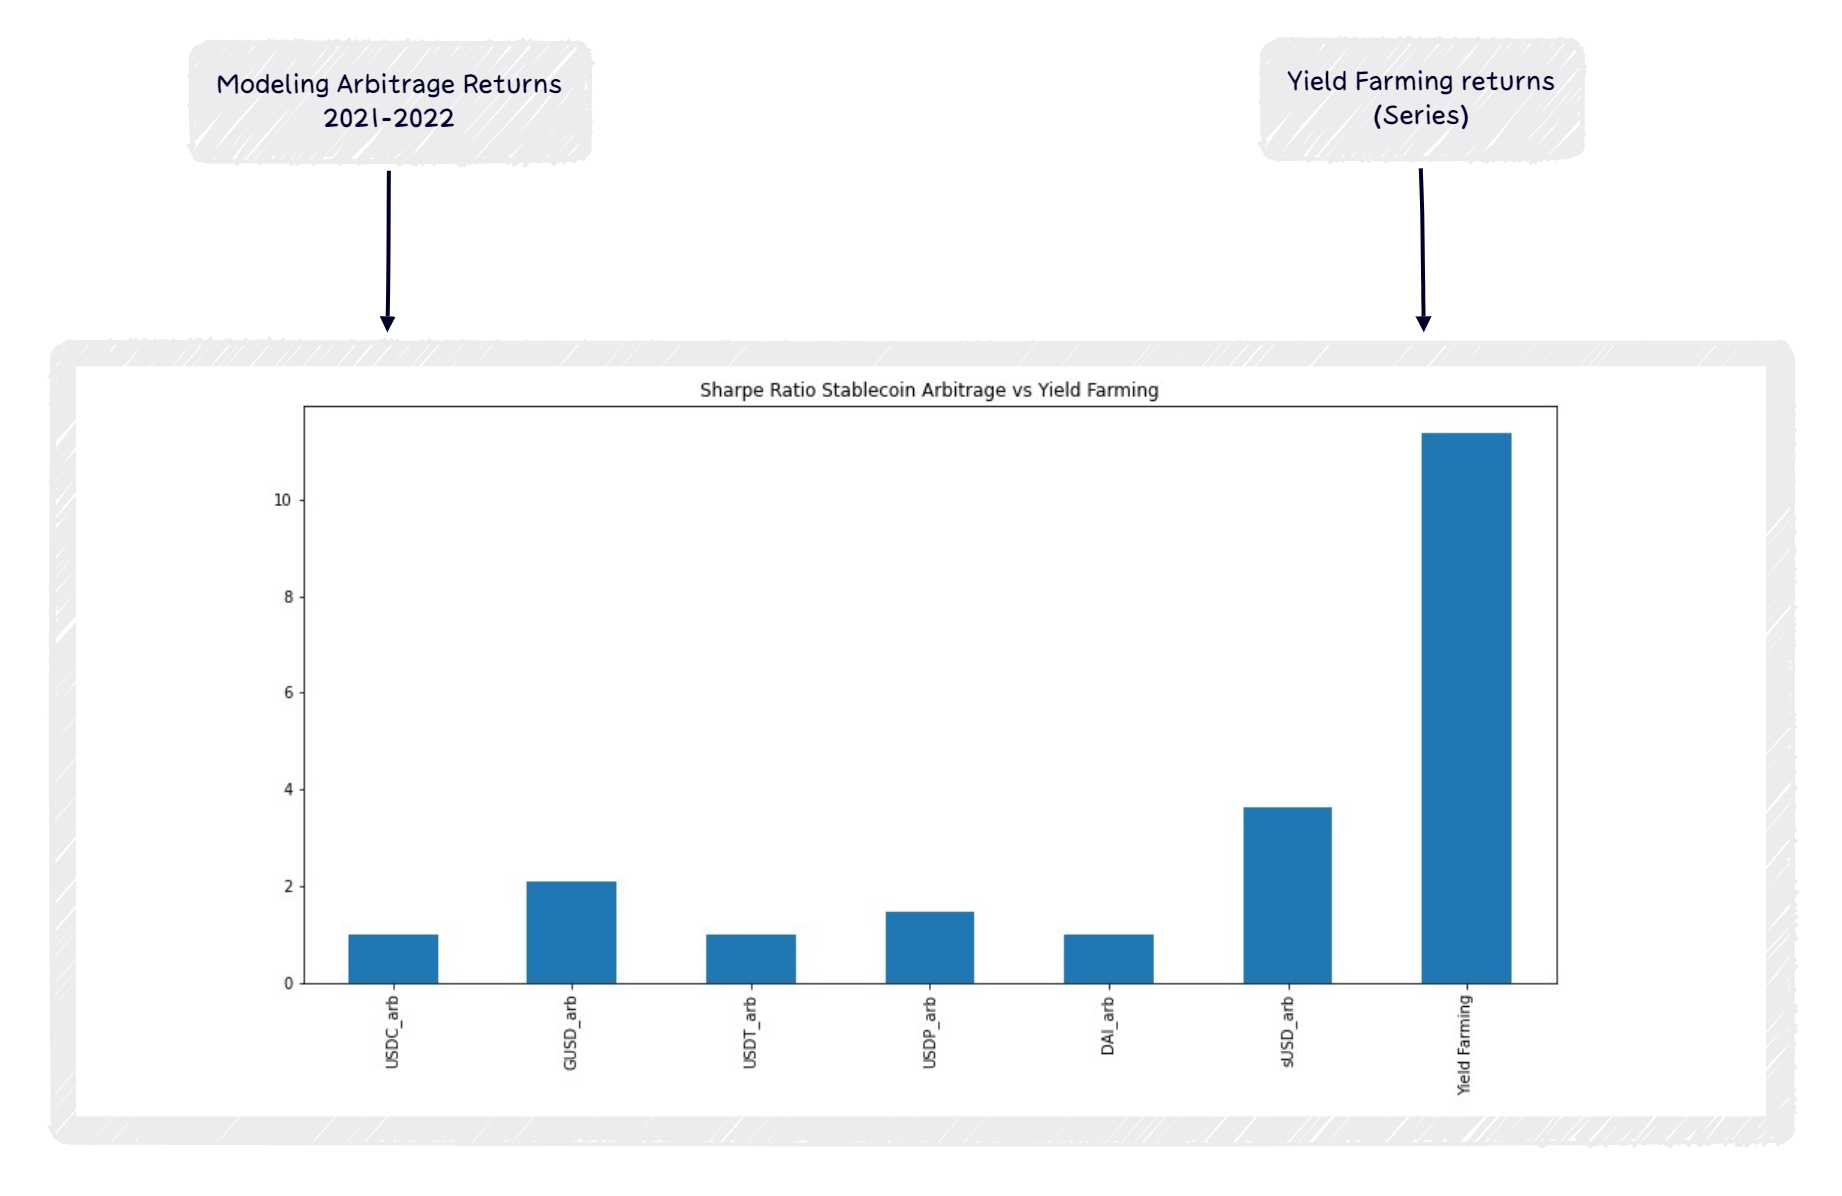 Modeling Arbitrage Returns
2021-2022
Yield Farming returns
(Series)
Sharpe Ratio Stablecoin Arbitrage vs Yield Farming
10
8
6
4
2
0
USDC_arb
GUSD_arb
USDT_arb
USDP_arb
DAI_arb
sUSD_arb
Yield Farming